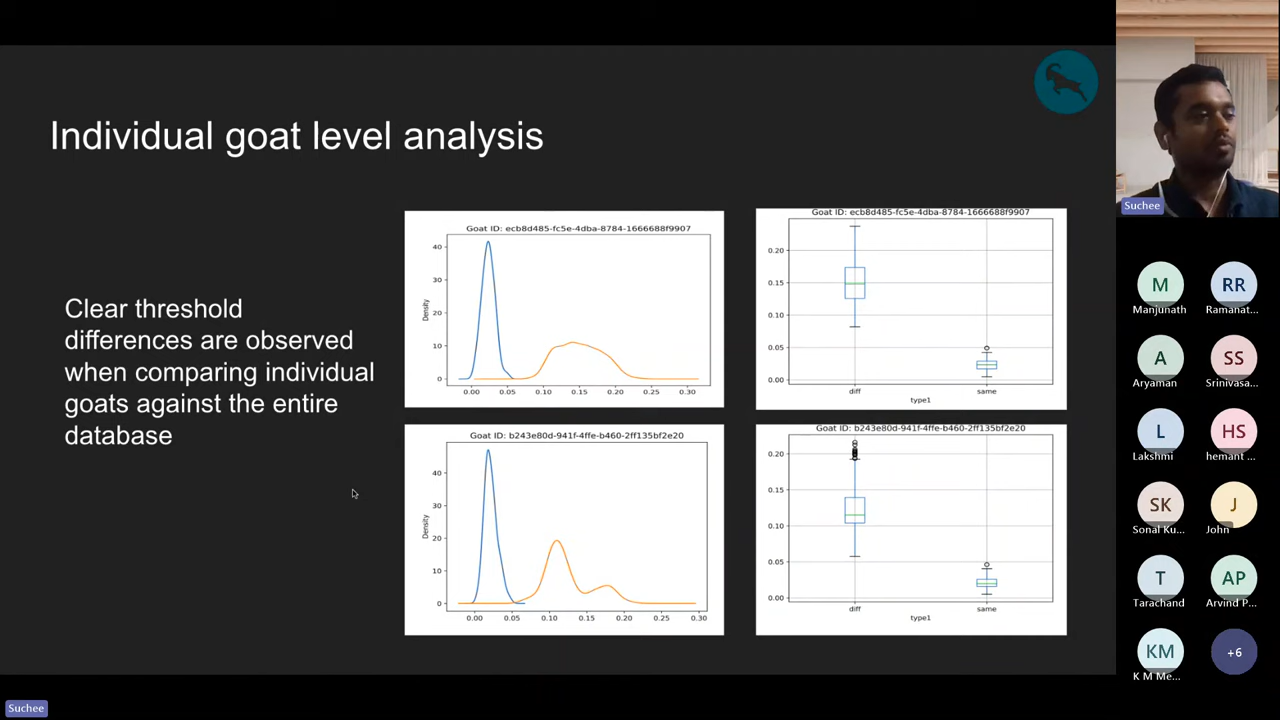 Individual goat level analysis
Clear threshold
differences are observed
when comparing individual
goats against the entire
database
Goat ID: ecb8d485-fc5e-4dba-8784-1666688f9907
Density
40
30
20
10
0
0.00 0.05 0.10 0.15 0.20 0.25 0.30
Goat ID: ecb8d485-fc5e-4dba-8784-1666688f9907
0.20
0.15
0.10
0.05
0.00
diff same
type1
Goat ID: b243e80d-941f-4ffe-b460-2ff135bf2e20
Density
40
30
20
10
0
0.00 0.05 0.10 0.15 0.20 0.25 0.30
Goat ID: b243e80d-941f-4ffe-b460-2ff135bf2e20
0.20
0.15
0.10
0.05
0.00
diff same
type1
Suchee
M RR
Manjunath Ramanat...
A SS
Aryaman Srinivasa...
L HS
Lakshmi hemant ...
SK J
Sonal Ku... John
T AP
Tarachand Arvind P...
KM +6
K M Me...
Suchee